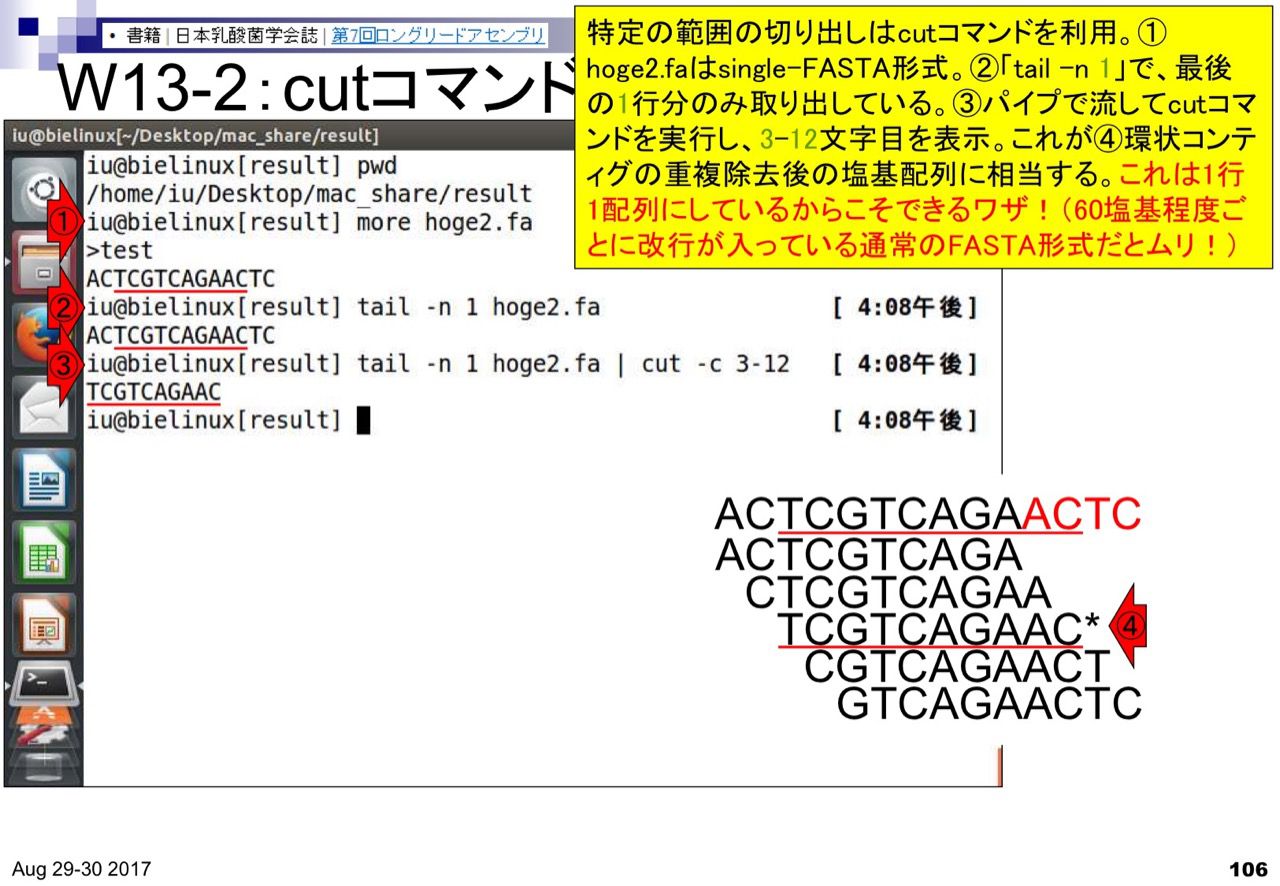 • 書籍 | 日本乳酸菌学会誌 | 第7回ロングリードアセンブリ
W13-2：cutコマンド
特定の範囲の切り出しはcutコマンドを利用。①
hoge2.faはsingle-FASTA形式。②「tail -n 1」で、最後
の1行分のみ取り出している。③パイプで流してcutコマ
ンドを実行し、3-12文字目を表示。これが④環状コンテ
ィグの重複除去後の塩基配列に相当する。これは1行
1配列にしているからこそできるワザ！（60塩基程度ご
とに改行が入っている通常のFASTA形式だとムリ！）
iu@bielinux[~/Desktop/mac_share/result]
iu@bielinux[result] pwd
/home/iu/Desktop/mac_share/result
① iu@bielinux[result] more hoge2.fa
>test
ACTCGTCAGAACTC
② iu@bielinux[result] tail -n 1 hoge2.fa [ 4:08午後]
ACTCGTCAGAACTC
③ iu@bielinux[result] tail -n 1 hoge2.fa | cut -c 3-12 [ 4:08午後]
TCGTCAGAAC
iu@bielinux[result] [ 4:08午後]
ACTCGTCAGAACTC
ACTCGTCAGA
CTCGTCAGAA
TCGTCAGAAC* ④
CGTCAGAACT
GTCAGAACTC
Aug 29-30 2017
106